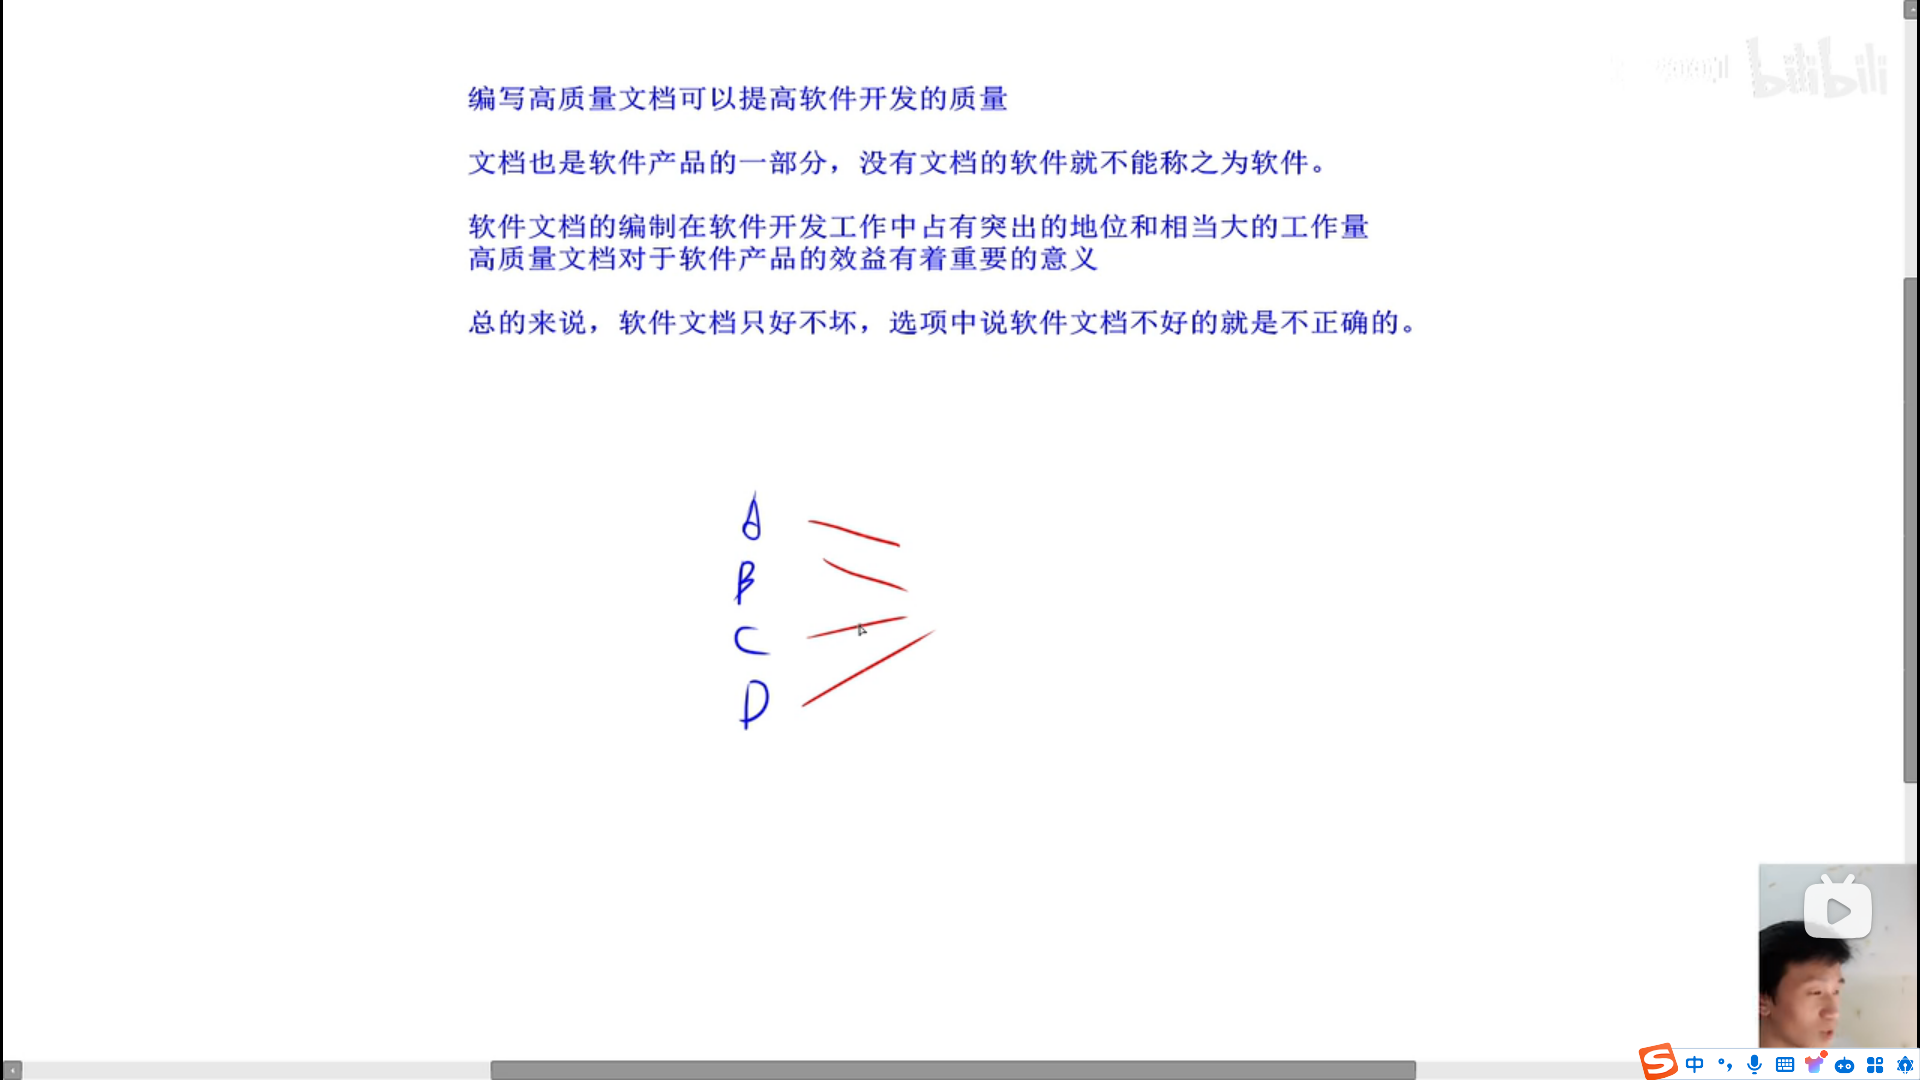 bilibili
编写高质量文档可以提高软件开发的质量
文档也是软件产品的一部分，没有文档的软件就不能称之为软件。
软件文档的编制在软件开发工作中占有突出的地位和相当大的工作量
高质量文档对于软件产品的效益有着重要的意义
总的来说，软件文档只好不坏，选项中说软件文档不好的就是不正确的。
A
B
C
D
中